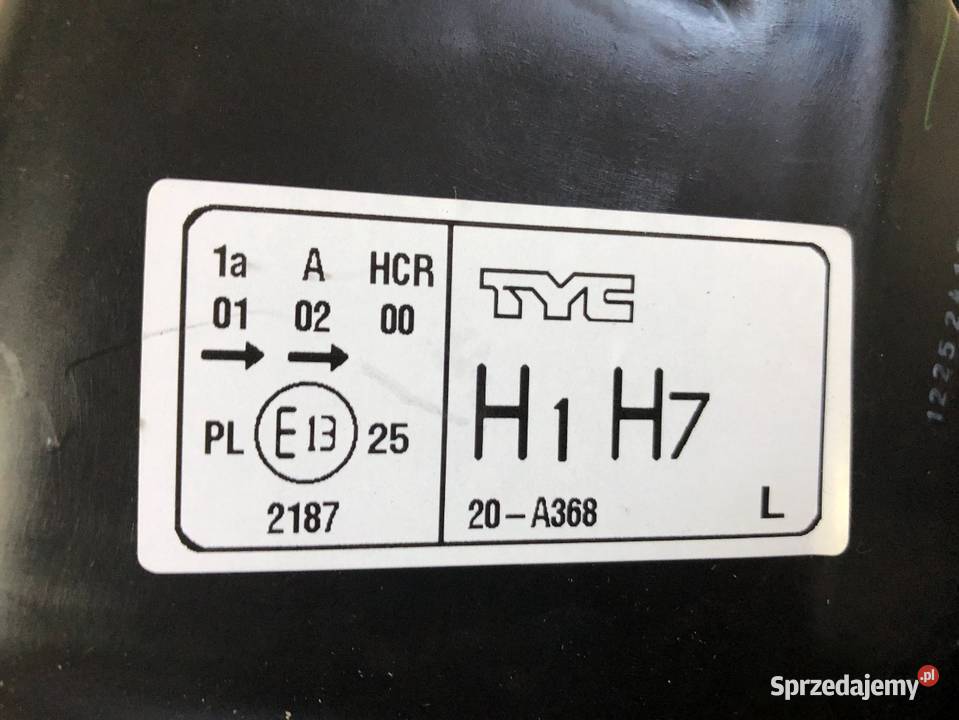 1a A HCR
01 02 00
PL E13 25
2187
TYC
H1 H7
20-A368 L
Sprzedajemy.pl